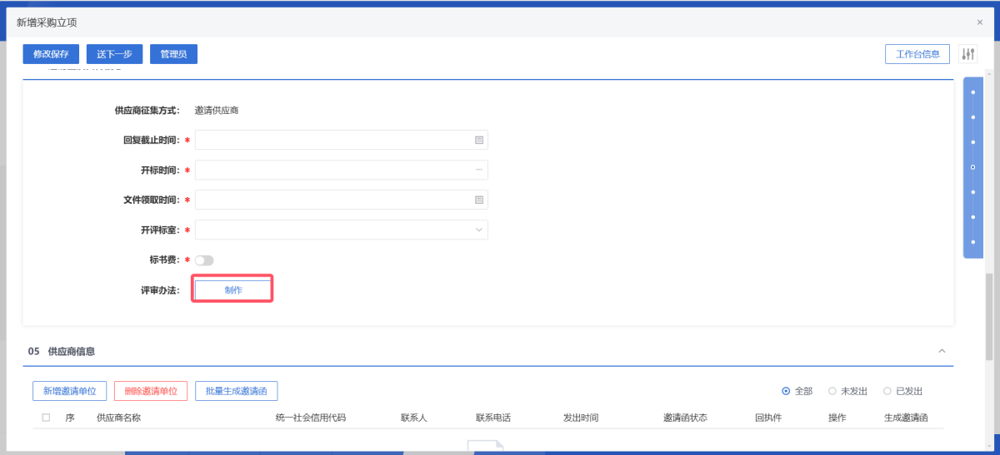 新增采购立项
×
修改保存 送下一步 管理员 工作台信息
供应商征集方式： 邀请供应商
回复截止时间： *
开标时间： * ...
文件领取时间： *
开评标室： *
标书费： *
评审办法： 制作
05 供应商信息
新增邀请单位 删除邀请单位 批量生成邀请函 全部 未发出 已发出
序 供应商名称 统一社会信用代码 联系人 联系电话 发出时间 邀请函状态 回执件 操作 生成邀请函